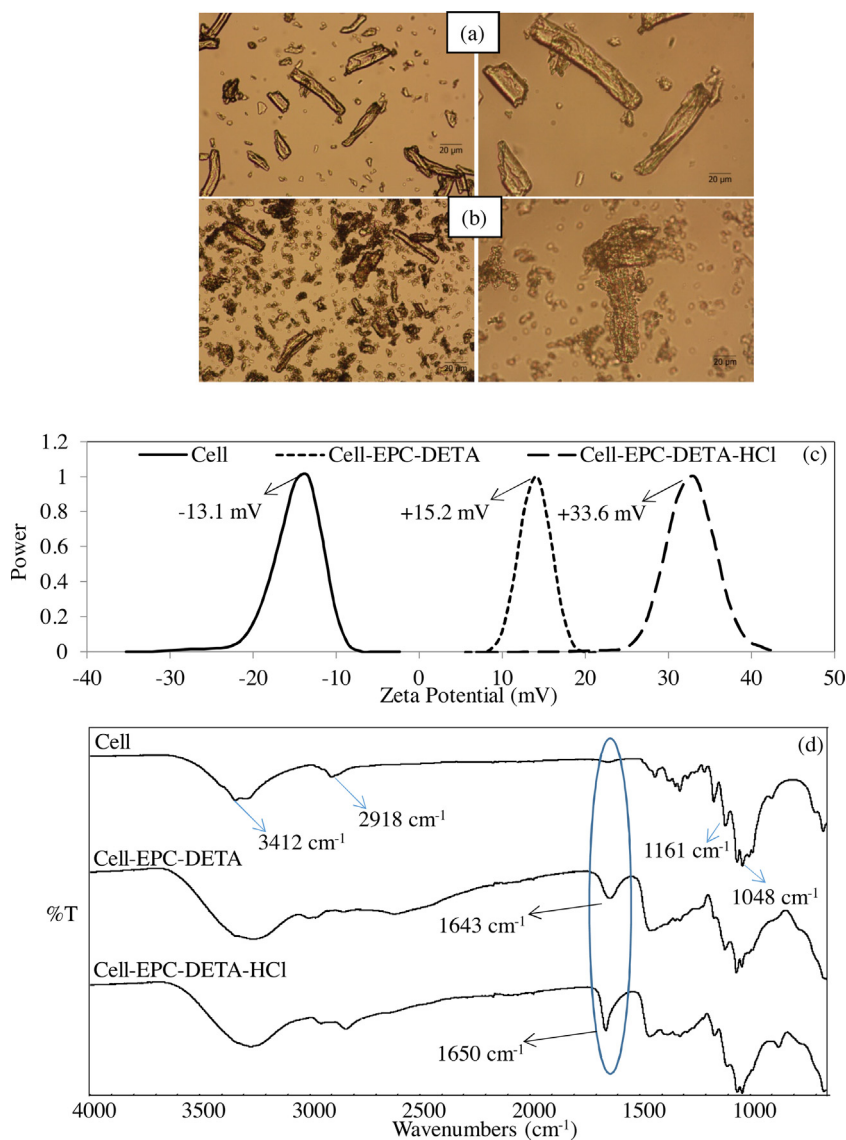 (a)
20 µm
20 µm
(b)
20 µm
20 µm
1.2
1
0.8
0.6
0.4
0.2
0
Power
Cell
Cell-EPC-DETA
Cell-EPC-DETA-HCl
(c)
-13.1 mV
+15.2 mV
+33.6 mV
-40
-30
-20
-10
0
10
20
30
40
50
Zeta Potential (mV)
Cell
(d)
3412 cm-1
2918 cm-1
1161 cm-1
1048 cm-1
Cell-EPC-DETA
%T
1643 cm-1
Cell-EPC-DETA-HCl
1650 cm-1
4000
3500
3000
2500
2000
1500
1000
Wavenumbers (cm-1)